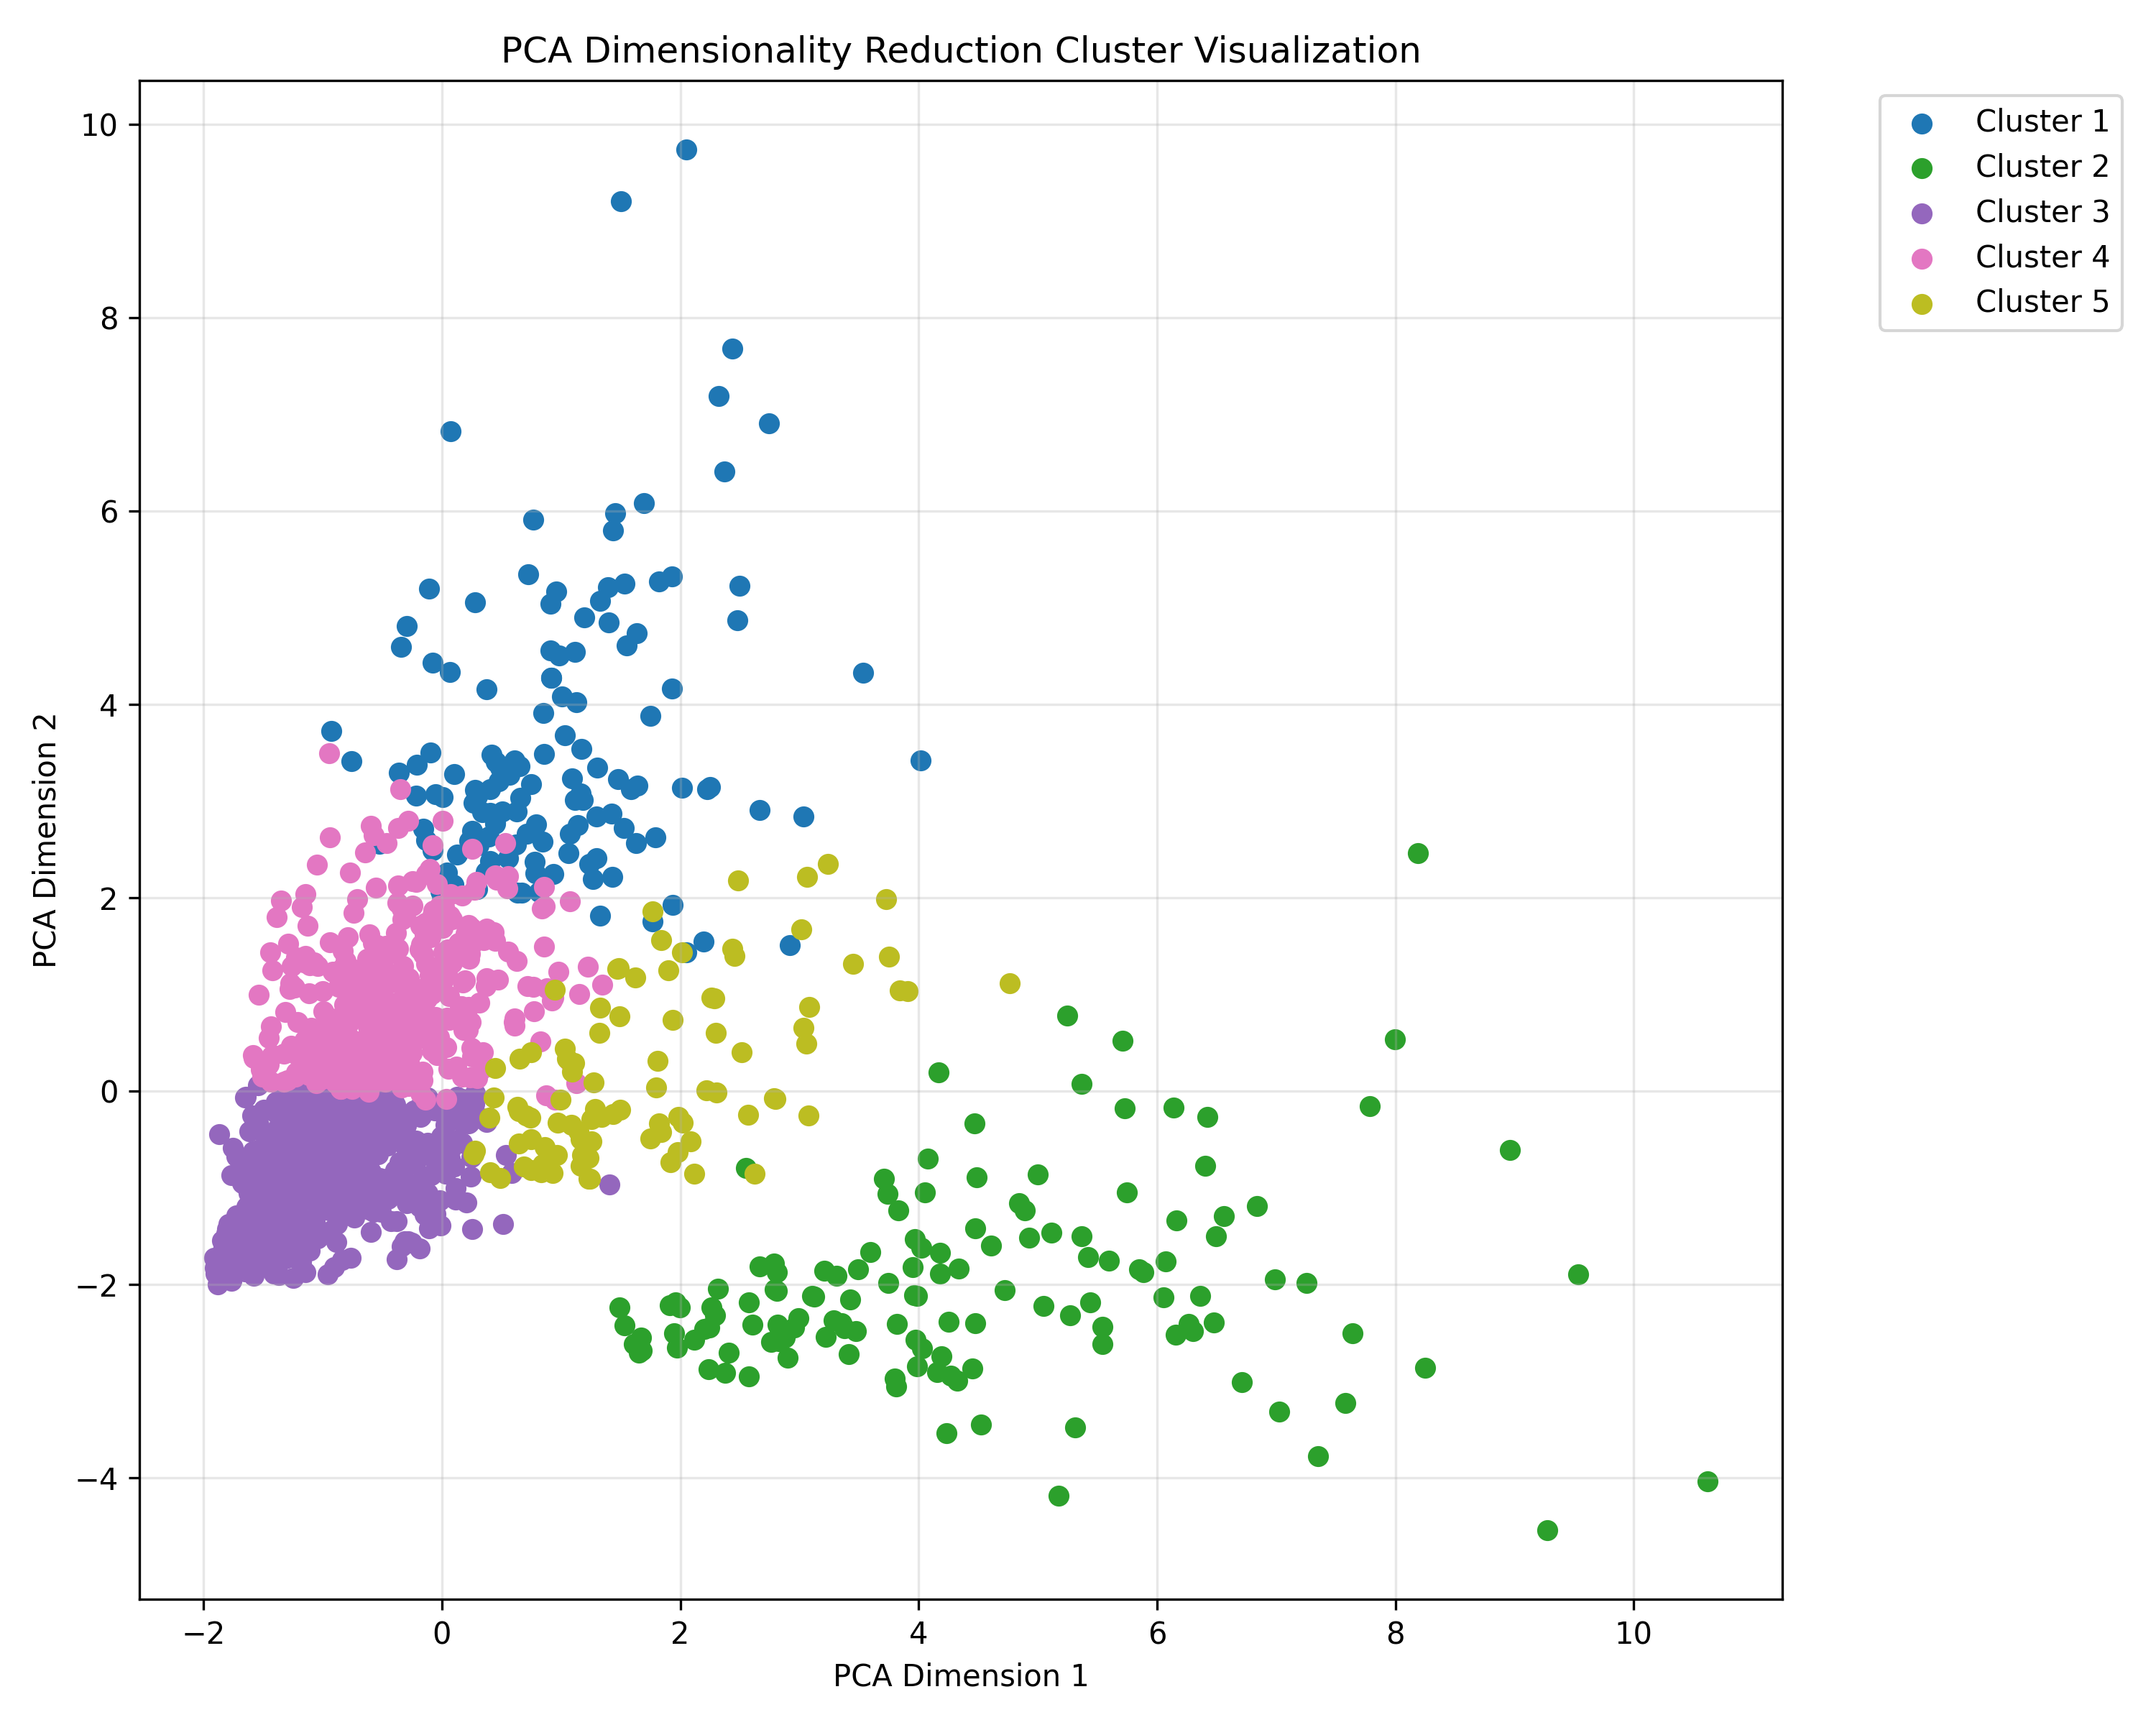 PCA Dimensionality Reduction Cluster Visualization
Cluster 1
Cluster 2
Cluster 3
Cluster 4
Cluster 5
PCA Dimension 2
10
8
6
4
2
0
−2
−4
−2
0
2
4
6
8
10
PCA Dimension 1